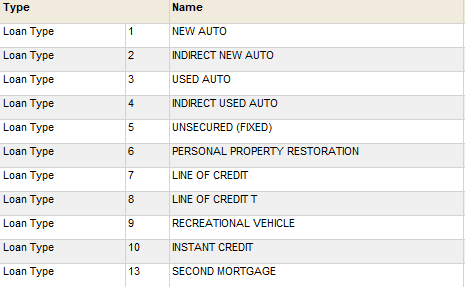 Type Name
Loan Type 1 NEW AUTO
Loan Type 2 INDIRECT NEW AUTO
Loan Type 3 USED AUTO
Loan Type 4 INDIRECT USED AUTO
Loan Type 5 UNSECURED (FIXED)
Loan Type 6 PERSONAL PROPERTY RESTORATION
Loan Type 7 LINE OF CREDIT
Loan Type 8 LINE OF CREDIT T
Loan Type 9 RECREATIONAL VEHICLE
Loan Type 10 INSTANT CREDIT
Loan Type 13 SECOND MORTGAGE